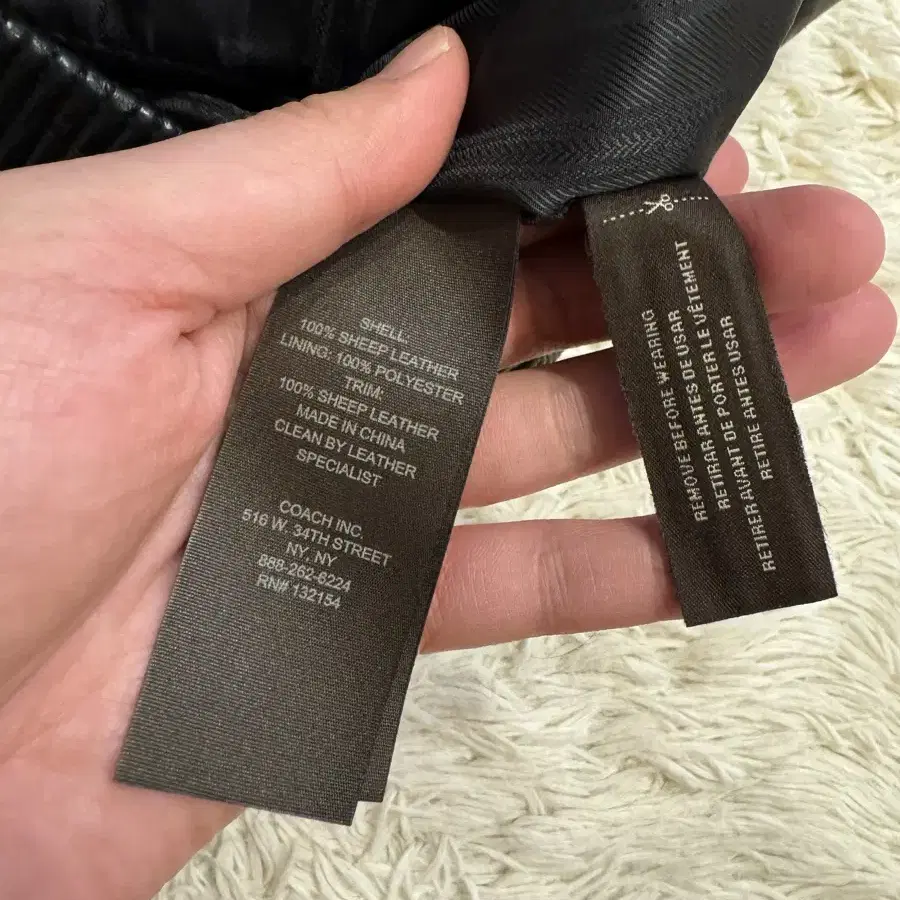 SHELL:
100% SHEEP LEATHER
LINING: 100% POLYESTER
TRIM:
100% SHEEP LEATHER
MADE IN CHINA
CLEAN BY LEATHER
SPECIALIST
COACH INC.
516 W. 34TH STREET
NY. NY
888-262-6224
RN# 132154
REMOVE BEFORE WEARING
RETIRAR ANTES DE USAR
RETIRER AVANT DE PORTER LE VÊTEMENT
RETIRE ANTES USAR